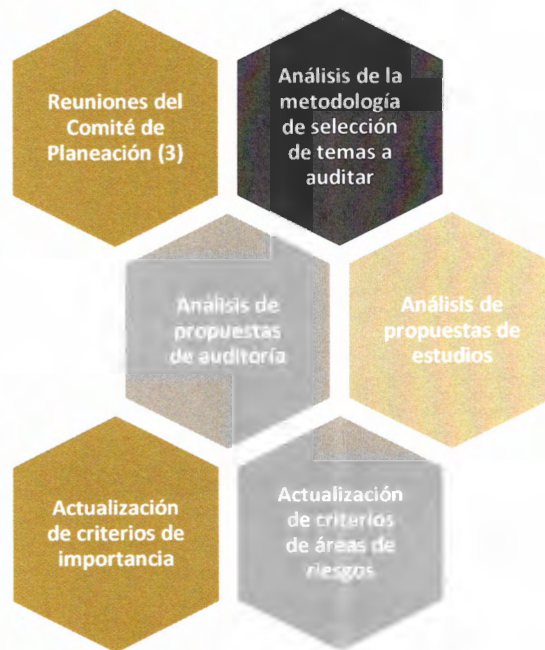 Reuniones del
Comité de
Planeación (3)
Análisis de la
metodología
de selección
de temas a
auditar
Análisis de
propuestas
de auditoría
Análisis de
propuestas de
estudios
Actualización
de criterios de
importancia
Actualización
de criterios
de áreas de
riesgos